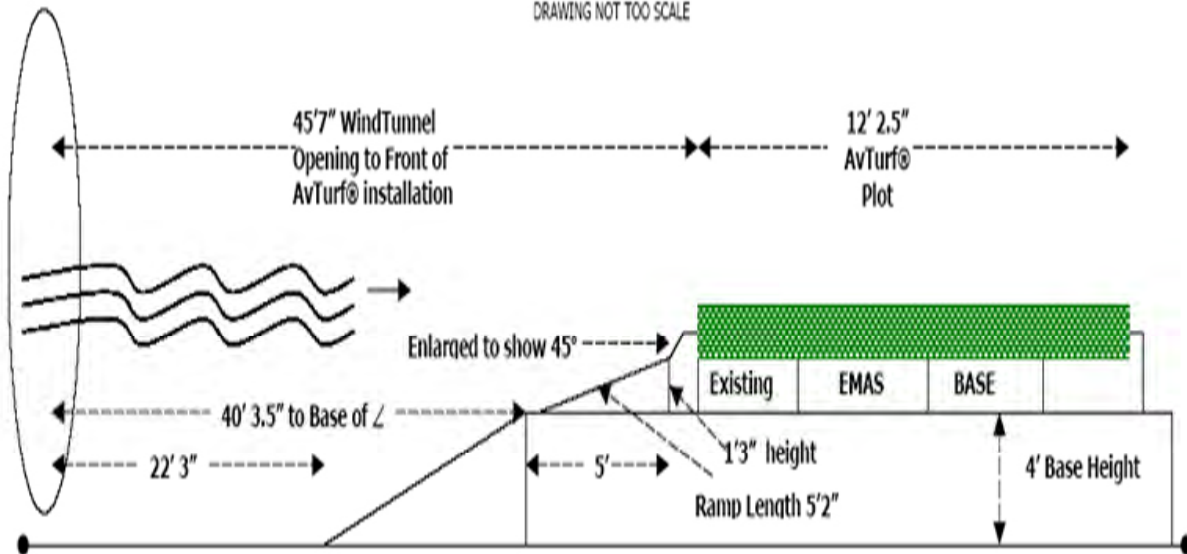 DRAWING NOT TOO SCALE
45'7" WindTunnel
Opening to Front of
AvTurf® installation
12' 2.5"
AvTurf®
Plot
Enlarged to show 45°
Existing
EMAS
BASE
40' 3.5" to Base of ∠
22' 3"
5'
1'3" height
Ramp Length 5'2"
4' Base Height